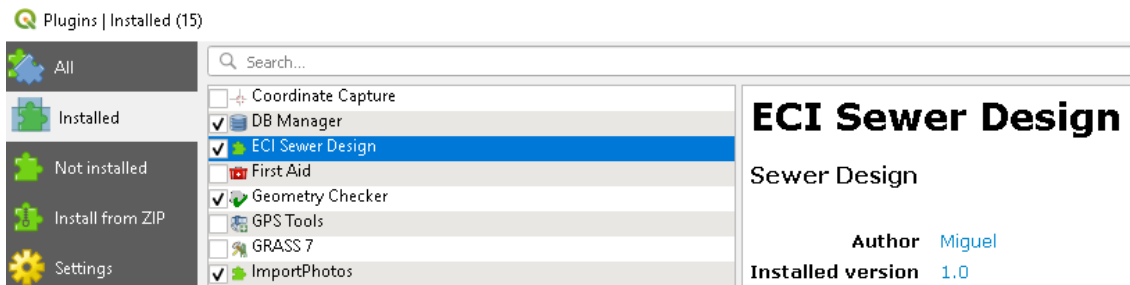 Plugins | Installed (15)
All
Installed
Not installed
Install from ZIP
Settings
Search...
Coordinate Capture
DB Manager
ECI Sewer Design
First Aid
Geometry Checker
GPS Tools
GRASS 7
ImportPhotos
ECI Sewer Design
Sewer Design
Author Miguel
Installed version 1.0